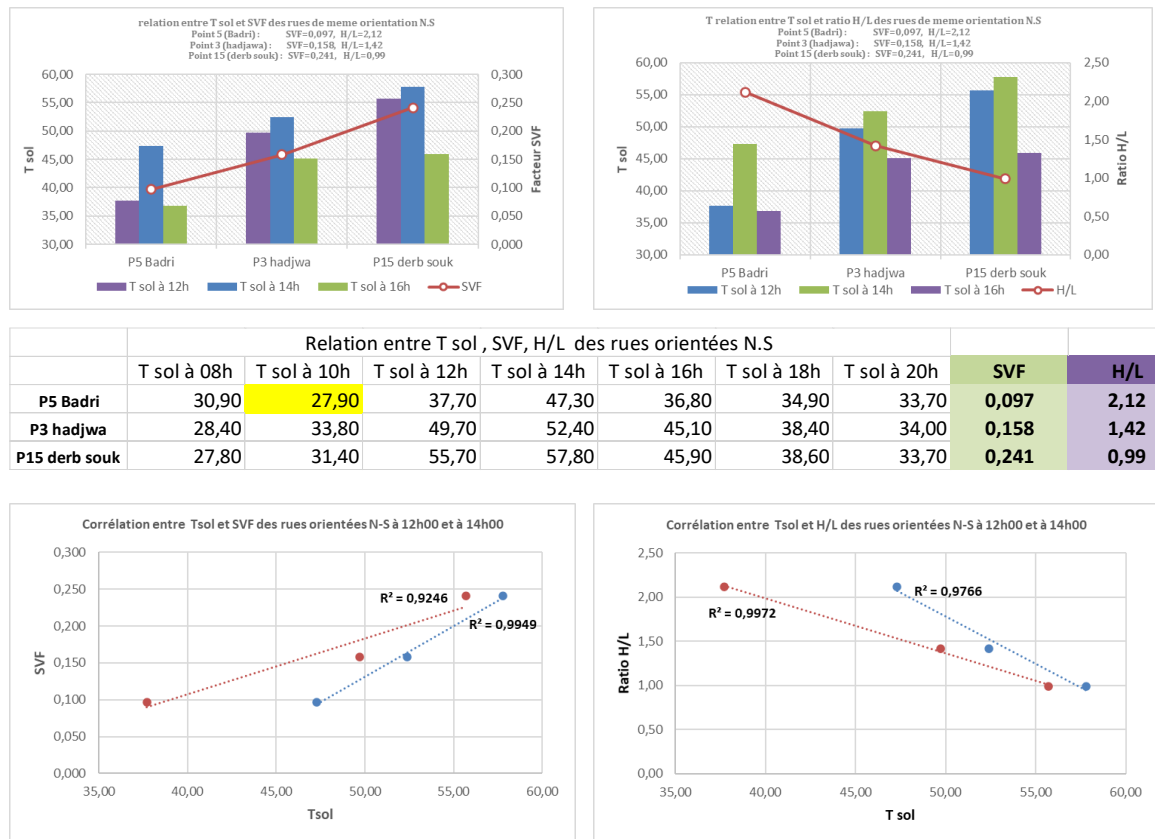 relation entre T sol et SVF des rues de meme orientation N.S
Point 5 (Badri) : SVF=0,097, H/L=2,12
Point 3 (hadjawa) : SVF=0,158, H/L=1,42
Point 15 (derb souk) : SVF=0,241, H/L=0,99
60,00
55,00
50,00
45,00
40,00
35,00
30,00
T sol
0,300
0,250
0,200
0,150
0,100
0,050
0,000
Facteur SVF
P5 Badri P3 hadjwa P15 derb souk
T sol à 12h T sol à 14h T sol à 16h SVF
T relation entre T sol et ratio H/L des rues de meme orientation N.S
Point 5 (Badri) : SVF=0,097, H/L=2,12
Point 3 (hadjawa) : SVF=0,158, H/L=1,42
Point 15 (derb souk) : SVF=0,241, H/L=0,99
60,00
55,00
50,00
45,00
40,00
35,00
30,00
T sol
2,50
2,00
1,50
1,00
0,50
0,00
Ratio H/L
P5 Badri P3 hadjwa P15 derb souk
T sol à 12h T sol à 14h T sol à 16h H/L
Relation entre T sol , SVF, H/L des rues orientées N.S
T sol à 08h T sol à 10h T sol à 12h T sol à 14h T sol à 16h T sol à 18h T sol à 20h SVF H/L
P5 Badri 30,90 27,90 37,70 47,30 36,80 34,90 33,70 0,097 2,12
P3 hadjwa 28,40 33,80 49,70 52,40 45,10 38,40 34,00 0,158 1,42
P15 derb souk 27,80 31,40 55,70 57,80 45,90 38,60 33,70 0,241 0,99
Corrélation entre Tsol et SVF des rues orientées N-S à 12h00 et à 14h00
0,300
0,250
0,200
0,150
0,100
0,050
0,000
SVF
R² = 0,9246
R² = 0,9949
35,00 40,00 45,00 50,00 55,00 60,00
Tsol
Corrélation entre Tsol et H/L des rues orientées N-S à 12h00 et à 14h00
2,50
2,00
1,50
1,00
0,50
0,00
Ratio H/L
R² = 0,9766
R² = 0,9972
35,00 40,00 45,00 50,00 55,00 60,00
T sol